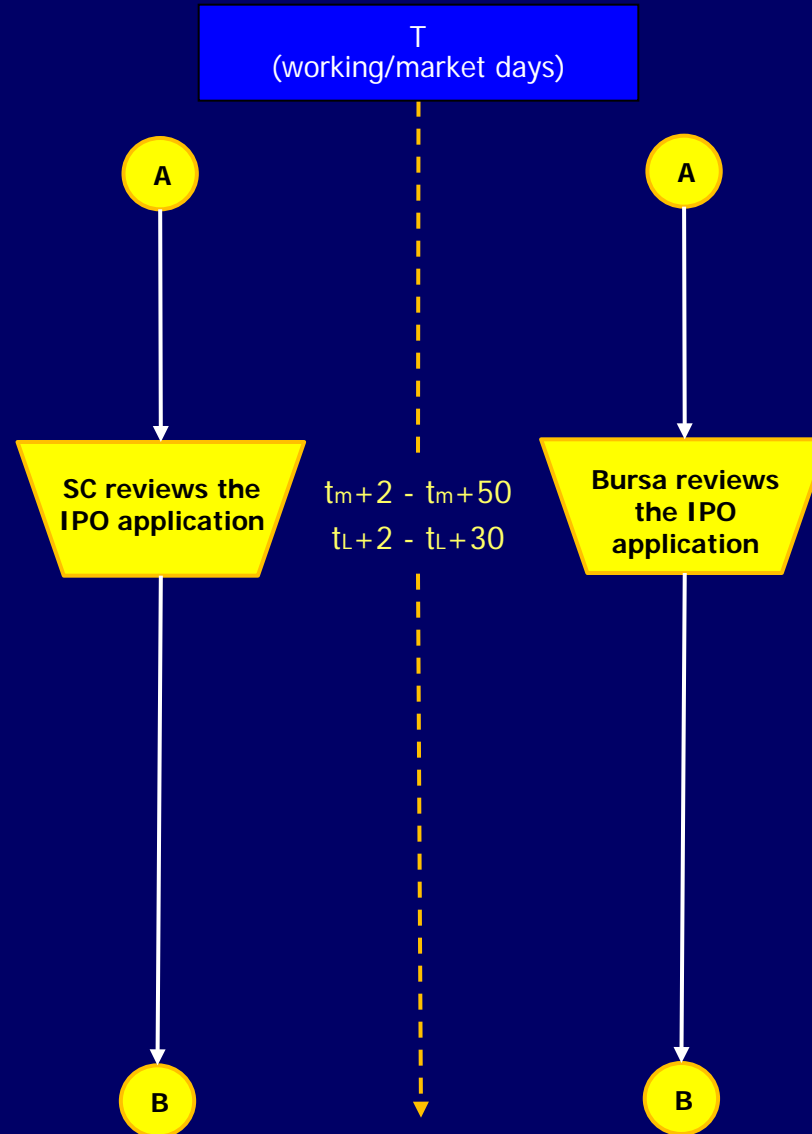 T
(working/market days)
A
A
SC reviews the
IPO application
tm+2 - tm+50
tL+2 - tL+30
Bursa reviews
the IPO
application
B
B